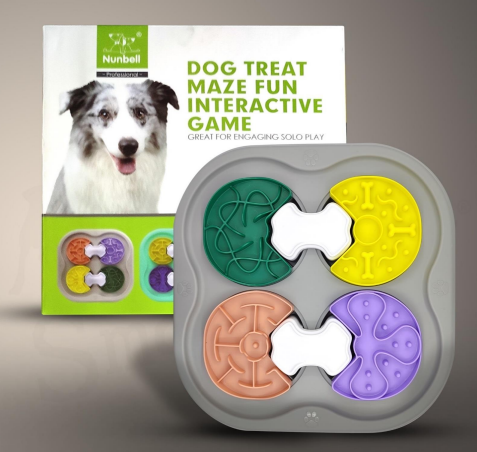 Nunbell®
- Professional -
DOG TREAT
MAZE FUN
INTERACTIVE
GAME
GREAT FOR ENGAGING SOLO PLAY